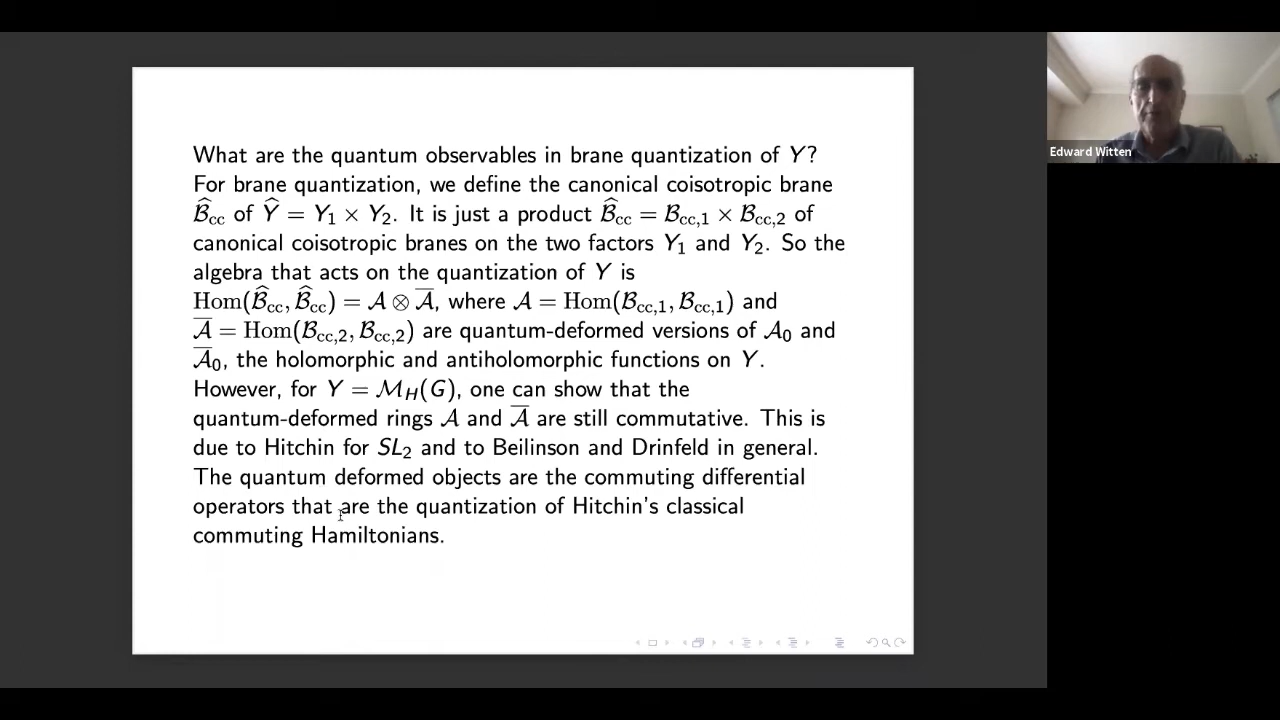 What are the quantum observables in brane quantization of Y?
For brane quantization, we define the canonical coisotropic brane
B̂cc of Ŷ = Y₁ × Y₂. It is just a product B̂cc = Bcc,1 × Bcc,2 of
canonical coisotropic branes on the two factors Y₁ and Y₂. So the
algebra that acts on the quantization of Y is
Hom(B̂cc, B̂cc) = A ⊗ A̅, where A = Hom(Bcc,1, Bcc,1) and
A̅ = Hom(Bcc,2, Bcc,2) are quantum-deformed versions of A₀ and
A̅₀, the holomorphic and antiholomorphic functions on Y.
However, for Y = M_H(G), one can show that the
quantum-deformed rings A and A̅ are still commutative. This is
due to Hitchin for SL₂ and to Beilinson and Drinfeld in general.
The quantum deformed objects are the commuting differential
operators that are the quantization of Hitchin's classical
commuting Hamiltonians.
Edward Witten